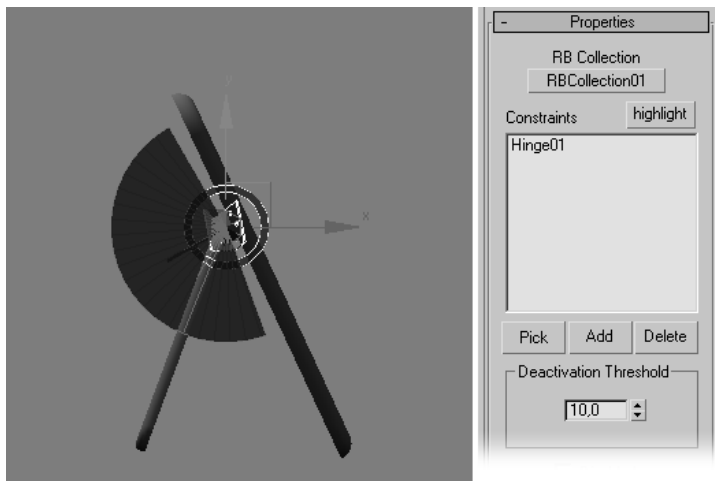 y
x
- Properties
RB Collection
RBCollection01
Constraints highlight
Hinge01
Pick Add Delete
Deactivation Threshold
10,0